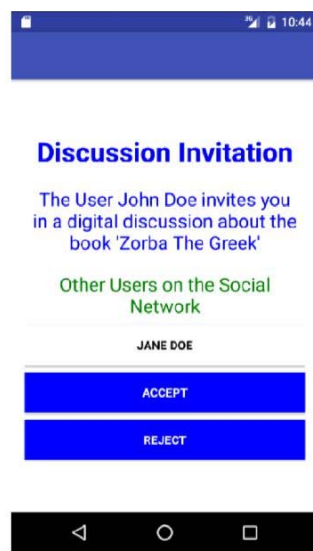 3G 10:44
Discussion Invitation
The User John Doe invites you
in a digital discussion about the
book 'Zorba The Greek'
Other Users on the Social
Network
JANE DOE
ACCEPT
REJECT